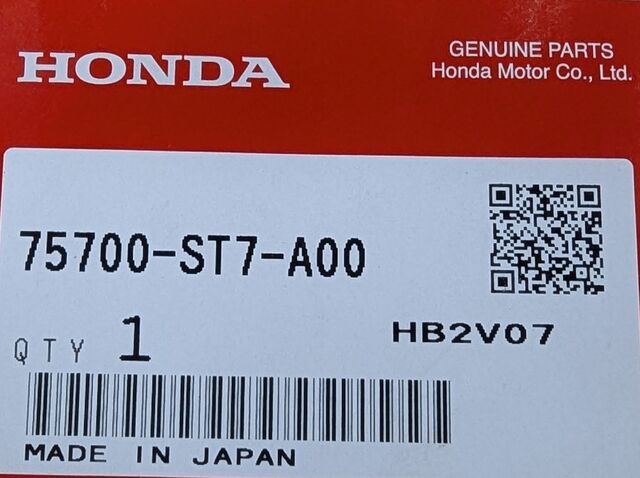 HONDA
GENUINE PARTS
Honda Motor Co., Ltd.
75700-ST7-A00
QTY 1
HB2V07
MADE IN JAPAN